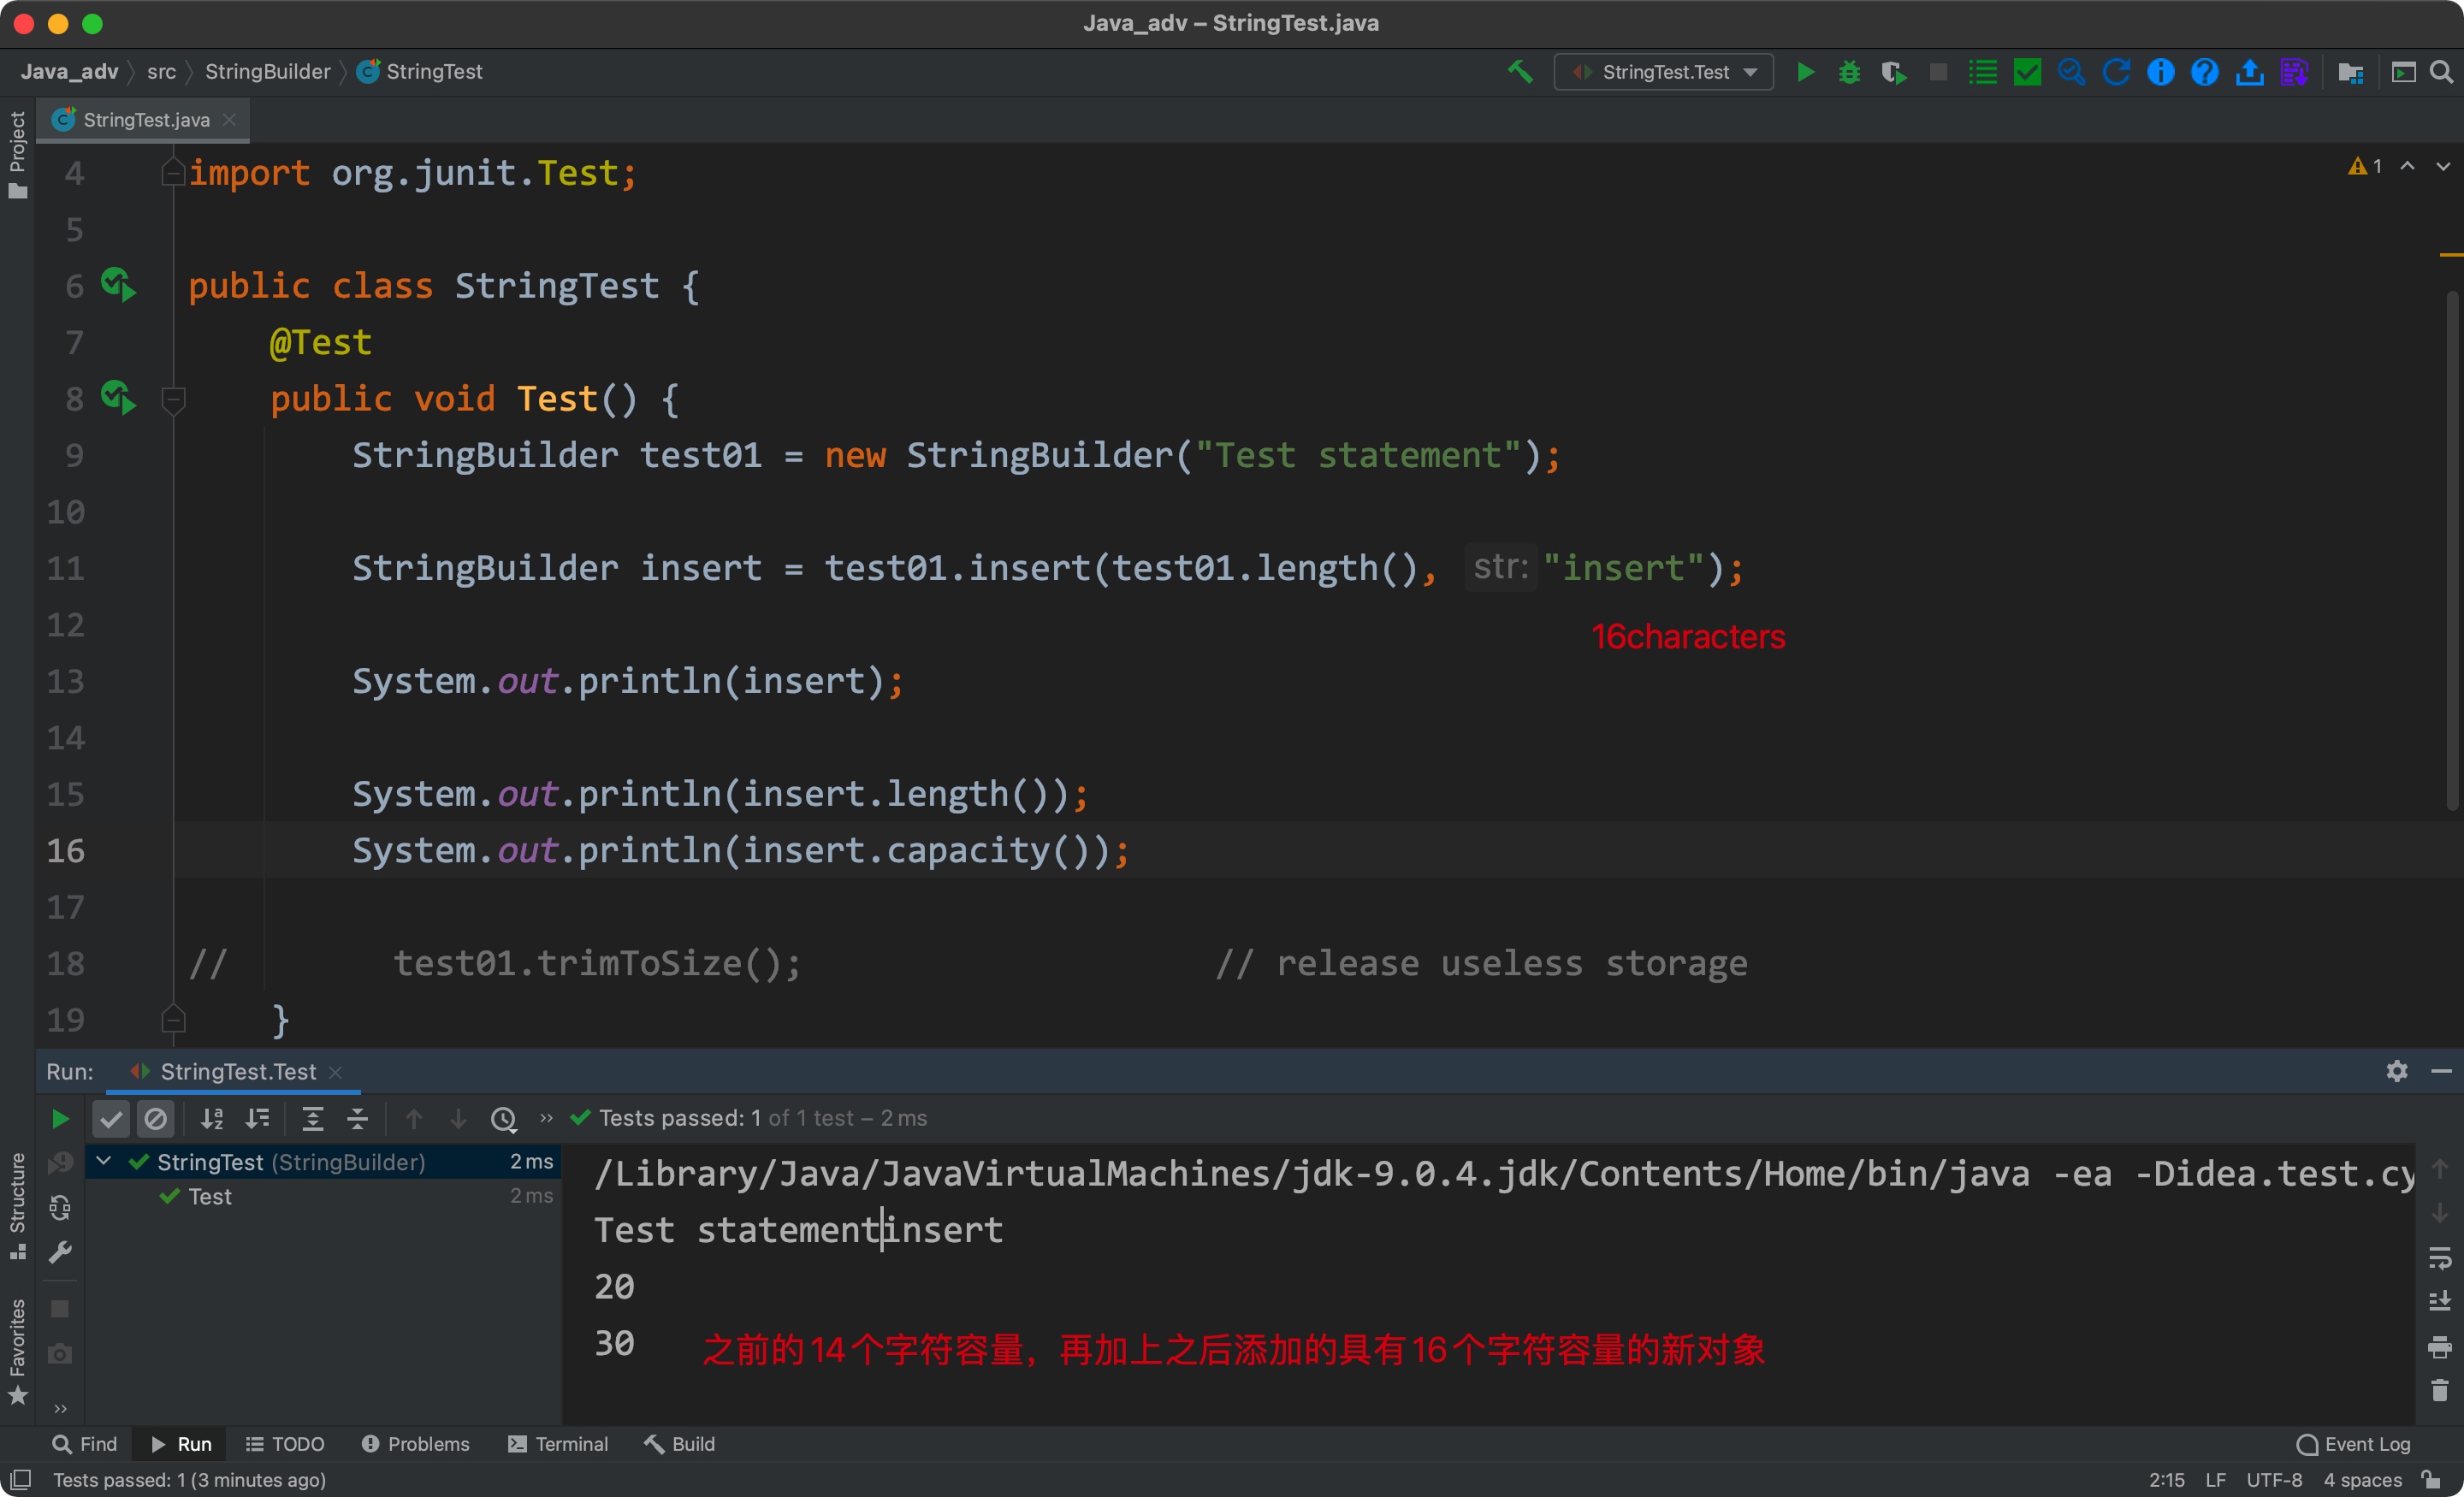 Java_adv – StringTest.java
Java_adv src StringBuilder StringTest StringTest.Test
Project
StringTest.java
4 import org.junit.Test; 1
5
6 public class StringTest {
7 @Test
8 public void Test() {
9 StringBuilder test01 = new StringBuilder("Test statement");
10
11 StringBuilder insert = test01.insert(test01.length(), str: "insert");
12 16characters
13 System.out.println(insert);
14
15 System.out.println(insert.length());
16 System.out.println(insert.capacity());
17
18 // test01.trimToSize(); // release useless storage
19 }
Run: StringTest.Test
Tests passed: 1 of 1 test – 2 ms
StringTest (StringBuilder) 2 ms
Test 2 ms
/Library/Java/JavaVirtualMachines/jdk-9.0.4.jdk/Contents/Home/bin/java -ea -Didea.test.cy
Test statementinsert
20
30 之前的14个字符容量，再加上之后添加的具有16个字符容量的新对象
Structure
Favorites
Find Run TODO Problems Terminal Build Event Log
Tests passed: 1 (3 minutes ago) 2:15 LF UTF-8 4 spaces